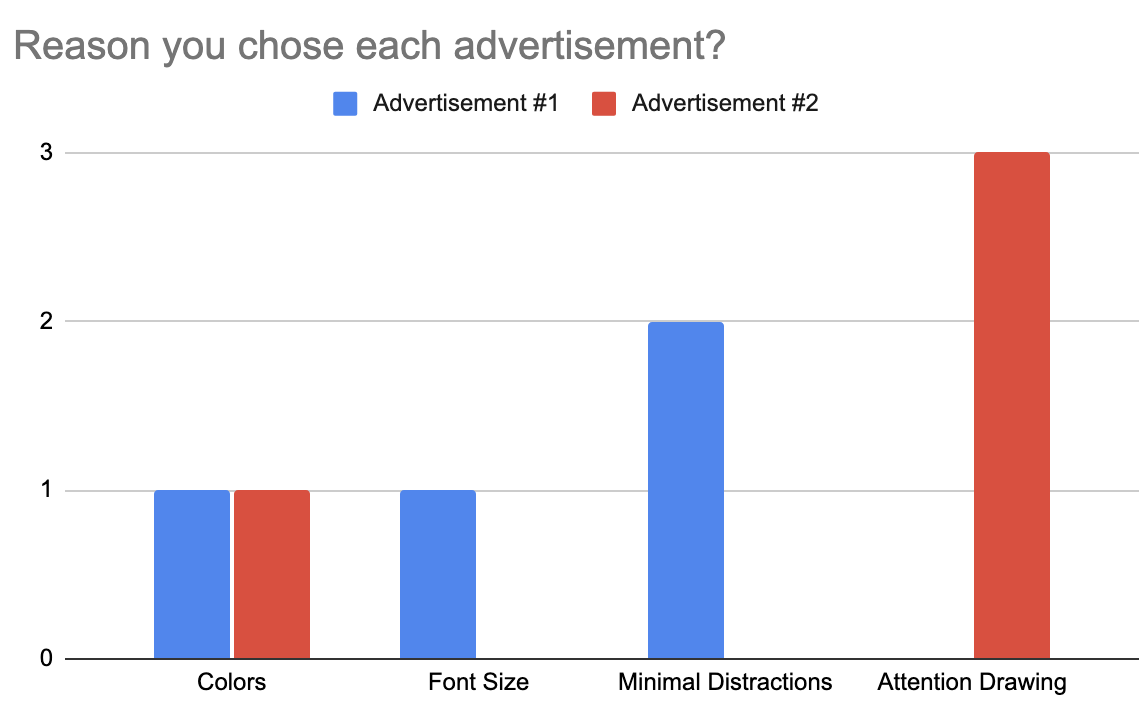 Reason you chose each advertisement?
Advertisement #1 Advertisement #2
3
2
1
0
Colors Font Size Minimal Distractions Attention Drawing